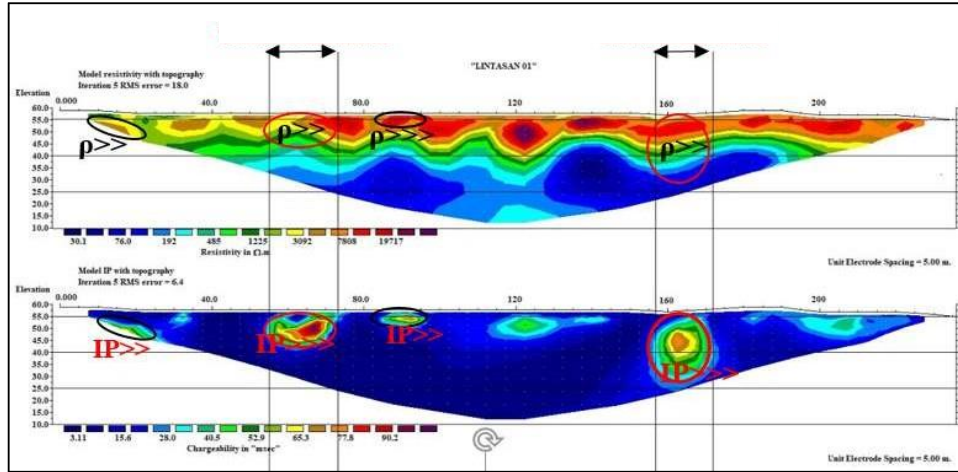 "LINTASAN 01"
Model resistivity with topography
Iteration 5 RMS error = 18.0
Elevation
0.000 40.0 80.0 120 160 200
60.0
55.0
50.0
45.0
40.0
35.0
30.0
25.0
20.0
15.0
10.0
ρ>>
ρ>>
ρ>>>
ρ>>
30.1 76.0 192 485 1225 3092 7808 19717
Resistivity in Ω.m
Unit Electrode Spacing = 5.00 m.
Model IP with topography
Iteration 5 RMS error = 6.4
Elevation
0.000 40.0 80.0 120 160 200
60.0
55.0
50.0
45.0
40.0
35.0
30.0
25.0
20.0
15.0
10.0
IP>>
IP>>>
IP>>
IP>>>
3.11 15.6 28.0 40.5 52.9 65.3 77.8 90.2
Chargeability in "msec"
Unit Electrode Spacing = 5.00 m.